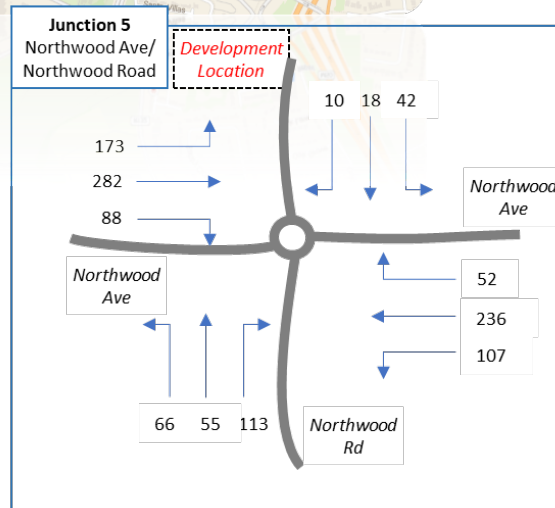 Junction 5
Northwood Ave/
Northwood Road
Development
Location
10 18 42
173
282
88
Northwood
Ave
Northwood
Ave
52
236
107
66 55 113
Northwood
Rd